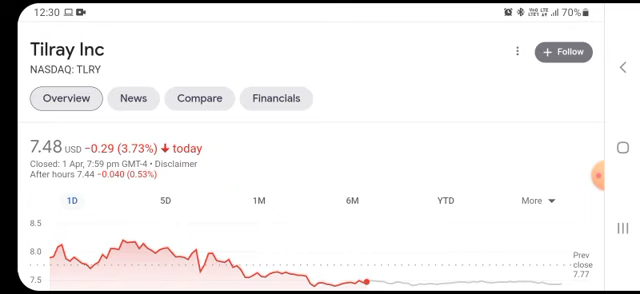 12:30 70%
Tilray Inc
NASDAQ: TLRY
+ Follow
Overview News Compare Financials
7.48 USD −0.29 (3.73%) today
Closed: 1 Apr, 7:59 pm GMT-4 • Disclaimer
After hours 7.44 −0.040 (0.53%)
1D 5D 1M 6M YTD More
8.5
8.0
7.5
Prev
close
7.77